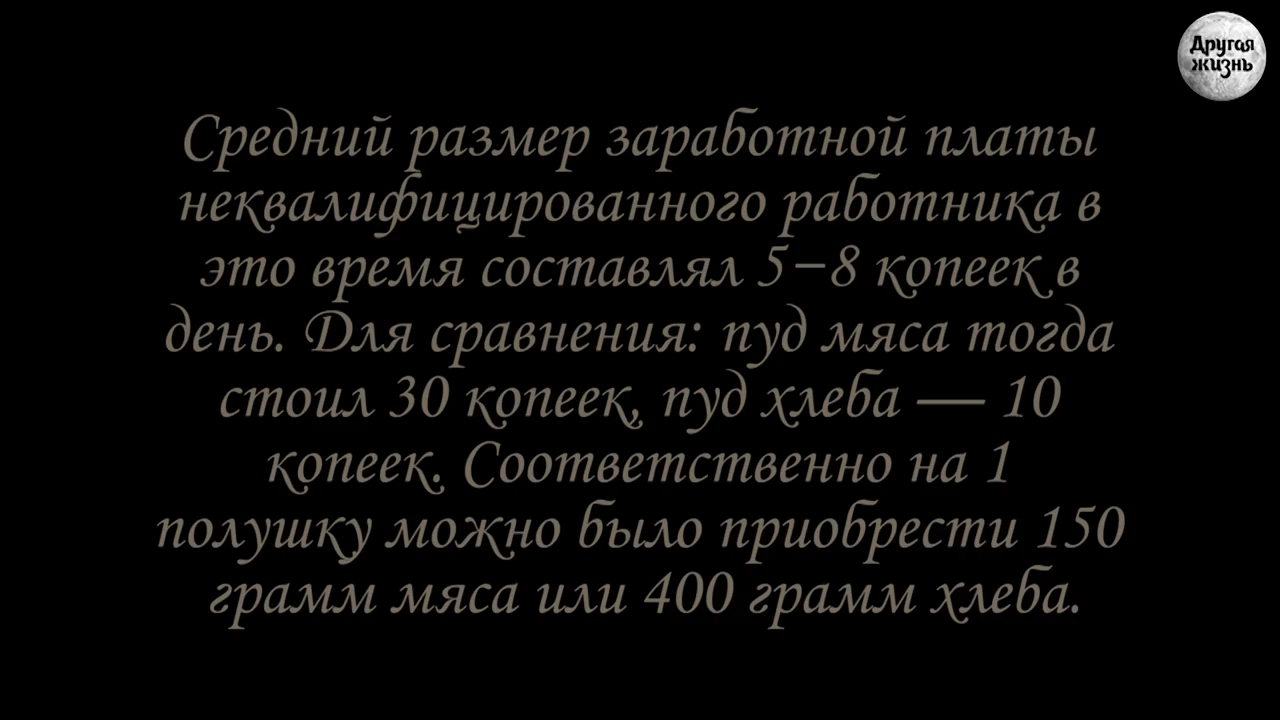 Другая
жизнь
Средний размер заработной платы
неквалифицированного работника в
это время составлял 5–8 копеек в
день. Для сравнения: пуд мяса тогда
стоил 30 копеек, пуд хлеба — 10
копеек. Соответственно на 1
полушку можно было приобрести 150
грамм мяса или 400 грамм хлеба.